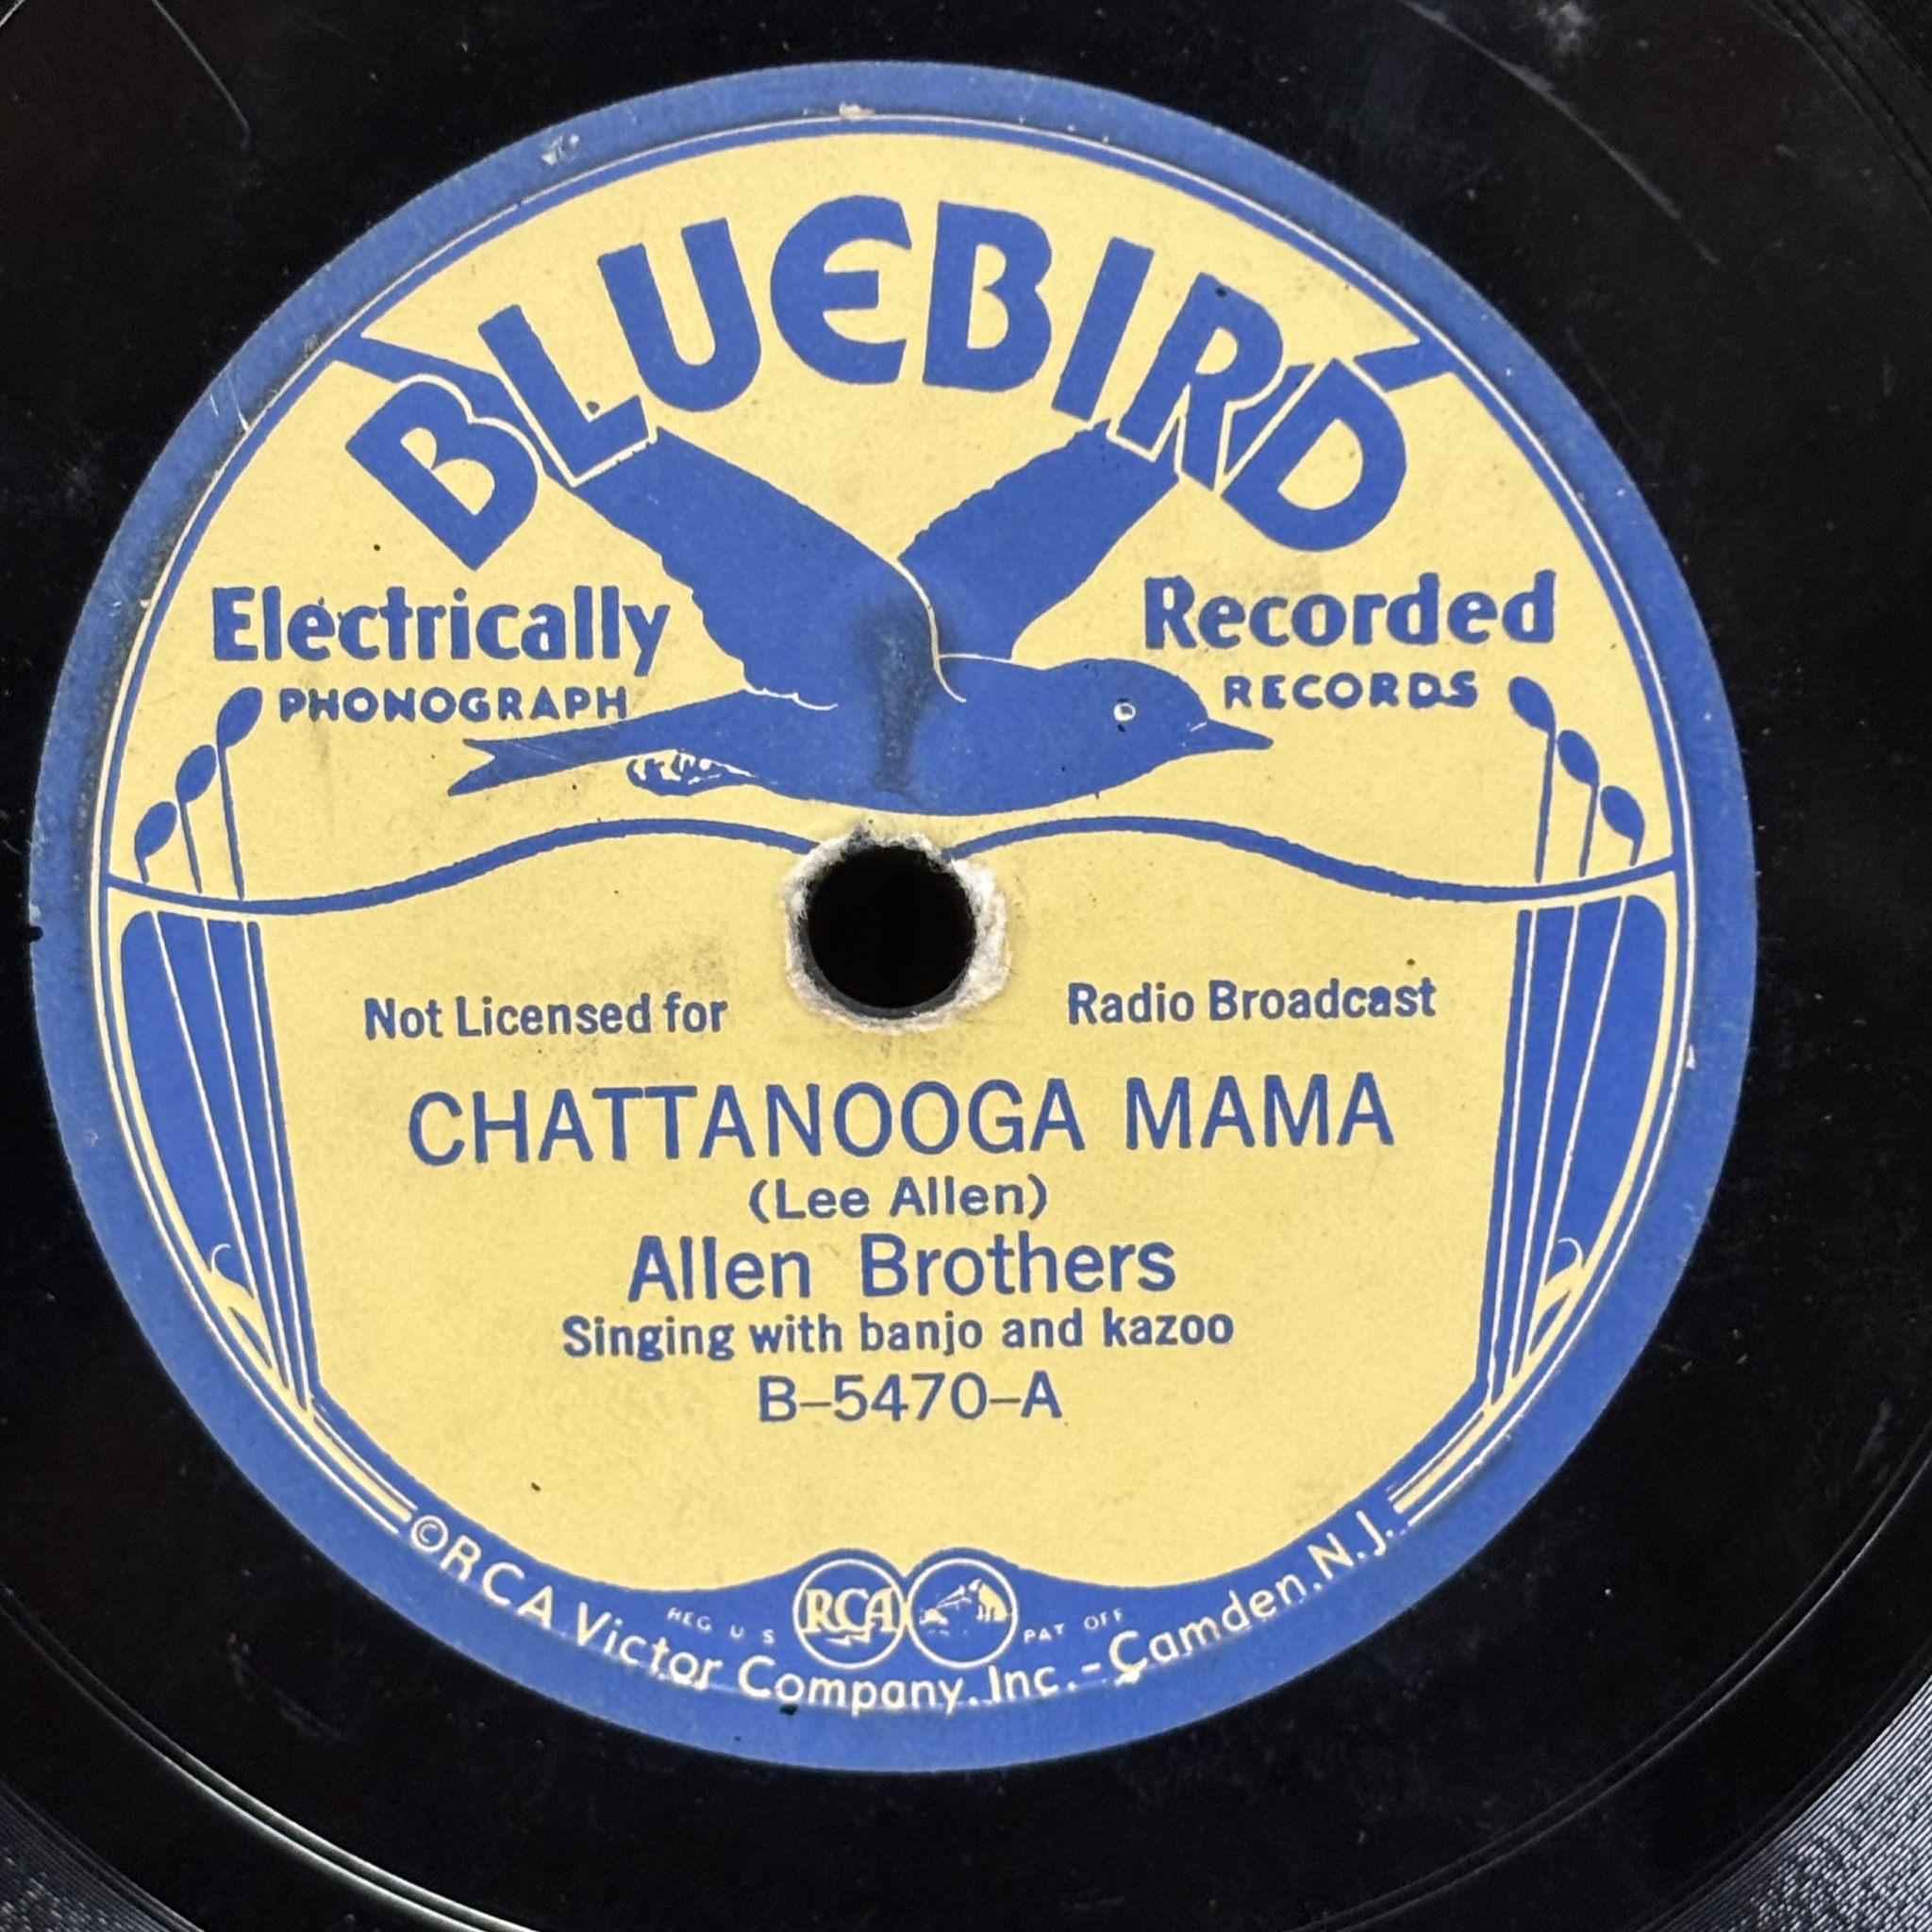 BLUEBIRD
Electrically Recorded
PHONOGRAPH RECORDS
Not Licensed for Radio Broadcast
CHATTANOOGA MAMA
(Lee Allen)
Allen Brothers
Singing with banjo and kazoo
B–5470–A
REG U S RCA PAT OFF
©RCA Victor Company, Inc. - Camden, N.J.